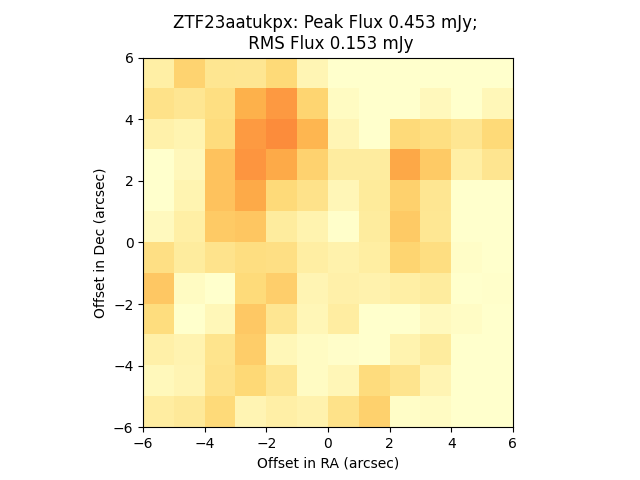 ZTF23aatukpx: Peak Flux 0.453 mJy;
RMS Flux 0.153 mJy
6
4
2
0
−2
−4
−6
Offset in Dec (arcsec)
−6 −4 −2 0 2 4 6
Offset in RA (arcsec)